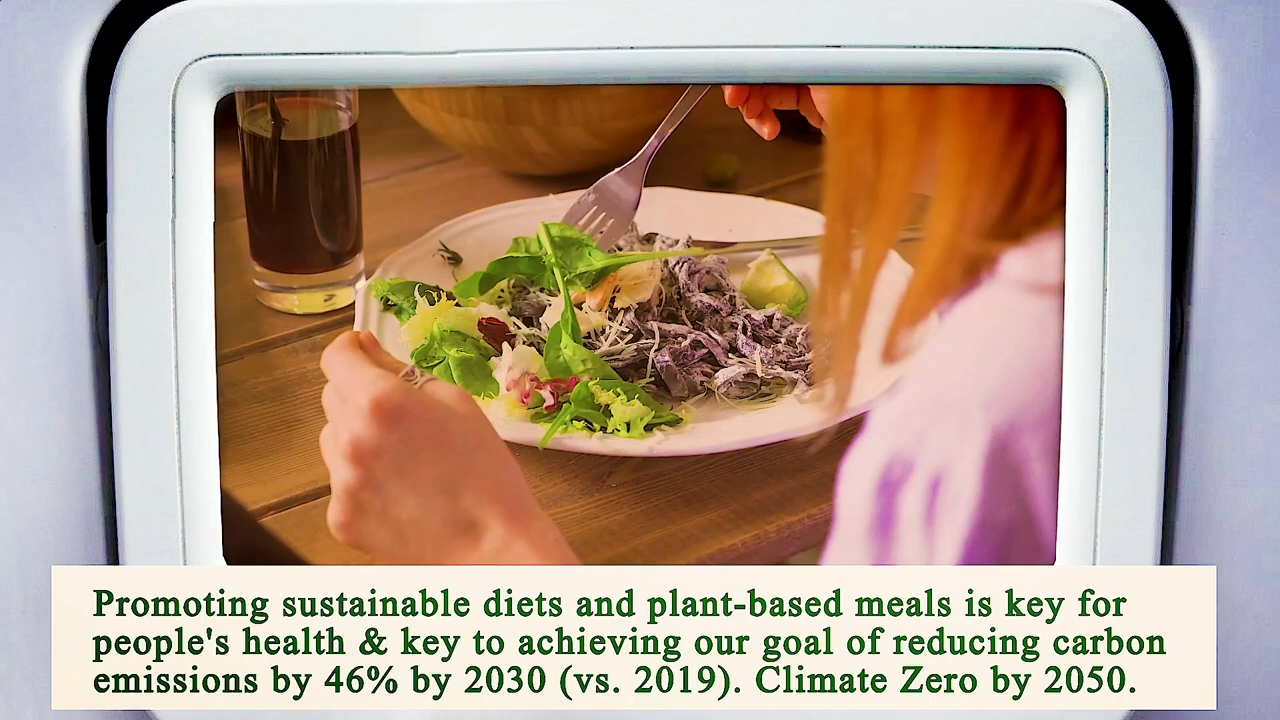 Promoting sustainable diets and plant-based meals is key for
people's health & key to achieving our goal of reducing carbon
emissions by 46% by 2030 (vs. 2019). Climate Zero by 2050.